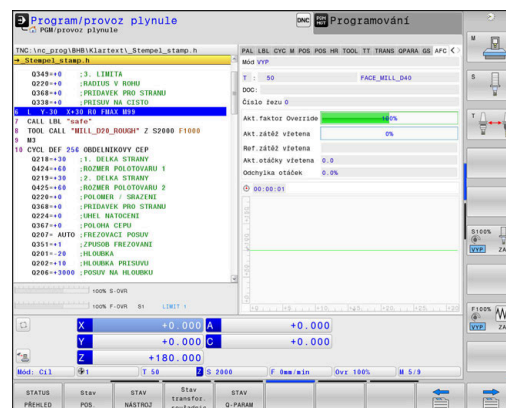 Program/provoz plynule
PGM/provoz plynule
DNC
Programování
TNC:\nc_prog\BHB\Klartext\_Stempel_stamp.h
→_Stempel_stamp.h
Q349=+0 ;3. LIMITA
Q220=+0 ;RADIUS V ROHU
Q368=+0 ;PRIDAVEK PRO STRANU
Q338=+0 ;PRISUV NA CISTO
6 L Y-30 X+30 R0 FMAX M99
7 CALL LBL "safe"
8 TOOL CALL "MILL_D20_ROUGH" Z S2000 F1000
9 M3
10 CYCL DEF 256 OBDELNIKOVY CEP
Q218=+30 ;1. DELKA STRANY
Q424=+60 ;ROZMER POLOTOVARU 1
Q219=+30 ;2. DELKA STRANY
Q425=+60 ;ROZMER POLOTOVARU 2
Q220=+0 ;POLOMER / SRAZENI
Q368=+0 ;PRIDAVEK PRO STRANU
Q224=+0 ;UHEL NATOCENI
Q367=+0 ;POLOHA CEPU
Q207= AUTO ;FREZOVACI POSUV
Q351=+1 ;ZPUSOB FREZOVANI
Q201=-20 ;HLOUBKA
Q202=+10 ;HLOUBKA PRISUVU
Q206=+3000 ;POSUV NA HLOUBKU
100% S-OVR
100% F-OVR S1 LIMIT 1
PAL LBL CYC M POS POS HR TOOL TT TRANS QPARA GS AFC
Mód VYP
T : 50 FACE_MILL_D40
DOC:
Číslo řezu 0
Akt.faktor Override 100%
Akt.zátěž vřetena 0%
Ref.zátěž vřetena
Akt.otáčky vřetena 0.0
Odchylka otáček 0.0%
00:00:01
X +0.000 A +0.000
Y +0.000 C +0.000
Z +180.000
Mód: Cíl 1 T 50 Z S 2000 F 0mm/min Ovr 100% M 5/9
STATUS PŘEHLED
Stav POS.
STAV NÁSTROJ
Stav transfor.
STAV Q-PARAM
M
S
T
S100%
VYP ZA
F100%
VYP ZA